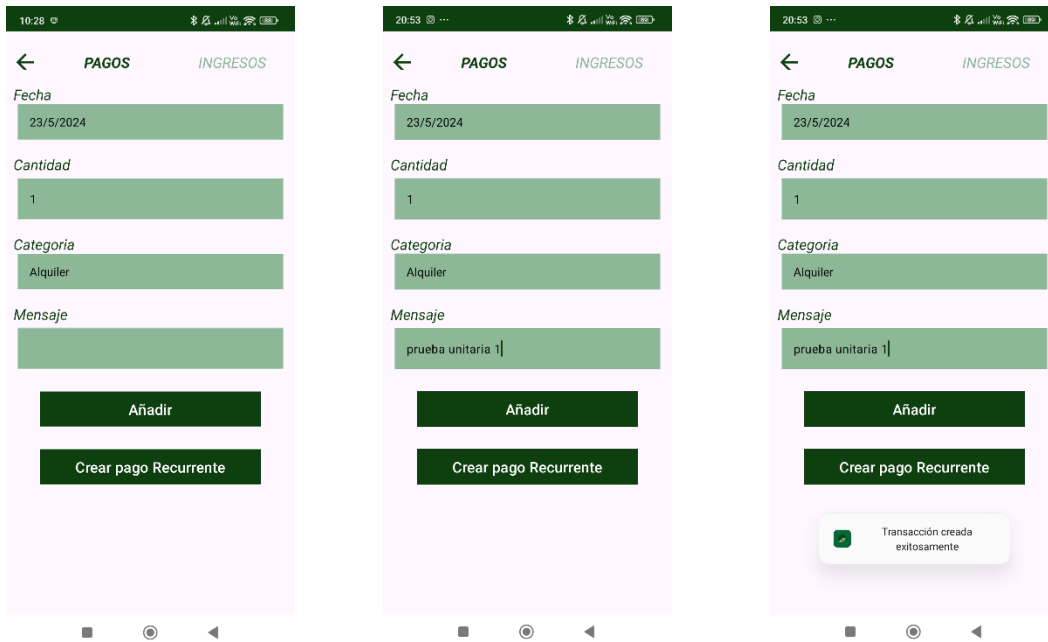 10:28
PAGOS INGRESOS
Fecha
23/5/2024
Cantidad
1
Categoria
Alquiler
Mensaje
Añadir
Crear pago Recurrente
20:53
PAGOS INGRESOS
Fecha
23/5/2024
Cantidad
1
Categoria
Alquiler
Mensaje
prueba unitaria 1
Añadir
Crear pago Recurrente
20:53
PAGOS INGRESOS
Fecha
23/5/2024
Cantidad
1
Categoria
Alquiler
Mensaje
prueba unitaria 1
Añadir
Crear pago Recurrente
Transacción creada
exitosamente